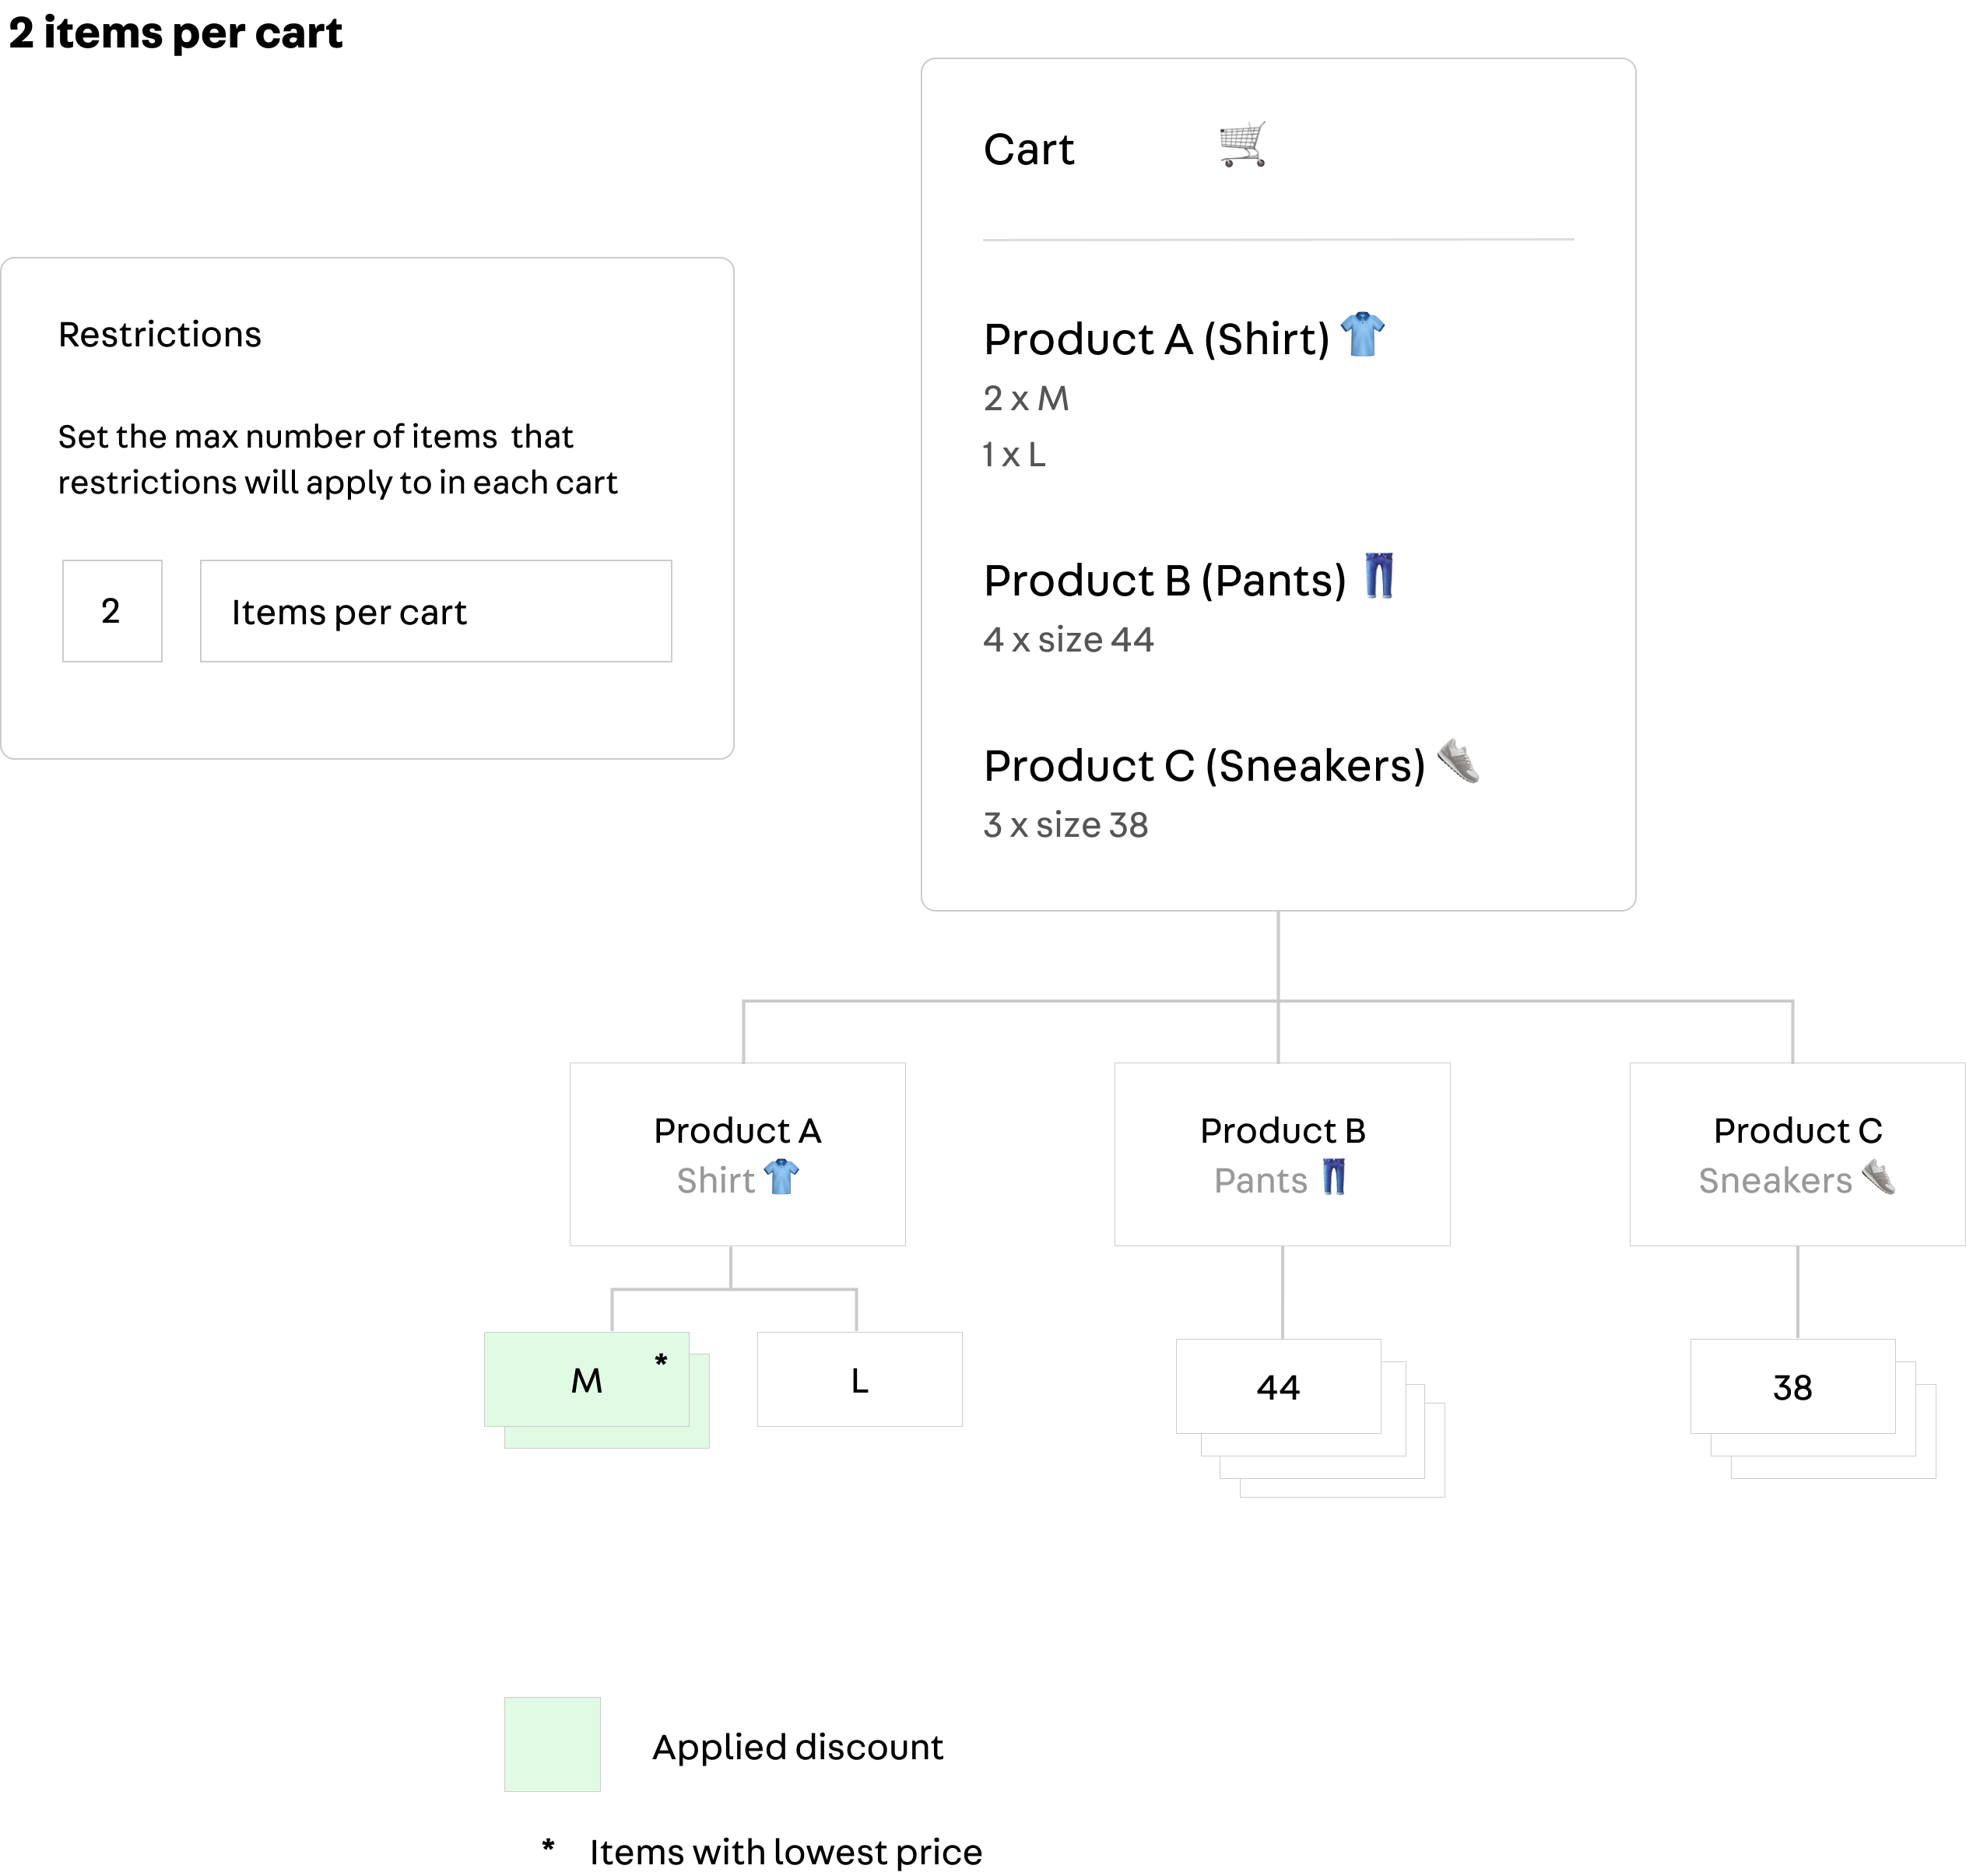 2 items per cart
Cart
Restrictions
Set the max number of items that
restrictions will apply to in each cart
2
Items per cart
Product A (Shirt)
2 x M
1 x L
Product B (Pants)
4 x size 44
Product C (Sneakers)
3 x size 38
Product A
Shirt
Product B
Pants
Product C
Sneakers
M *
L
44
38
Applied discount
* Items with lowest price